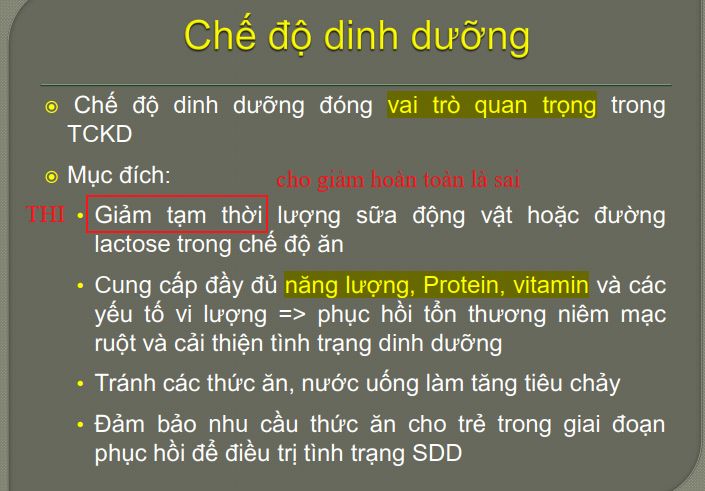 Chế độ dinh dưỡng
Chế độ dinh dưỡng đóng vai trò quan trọng trong
TCKD
Mục đích:
cho giảm hoàn toàn là sai
THI • Giảm tạm thời lượng sữa động vật hoặc đường
lactose trong chế độ ăn
• Cung cấp đầy đủ năng lượng, Protein, vitamin và các
yếu tố vi lượng => phục hồi tổn thương niêm mạc
ruột và cải thiện tình trạng dinh dưỡng
• Tránh các thức ăn, nước uống làm tăng tiêu chảy
• Đảm bảo nhu cầu thức ăn cho trẻ trong giai đoạn
phục hồi để điều trị tình trạng SDD